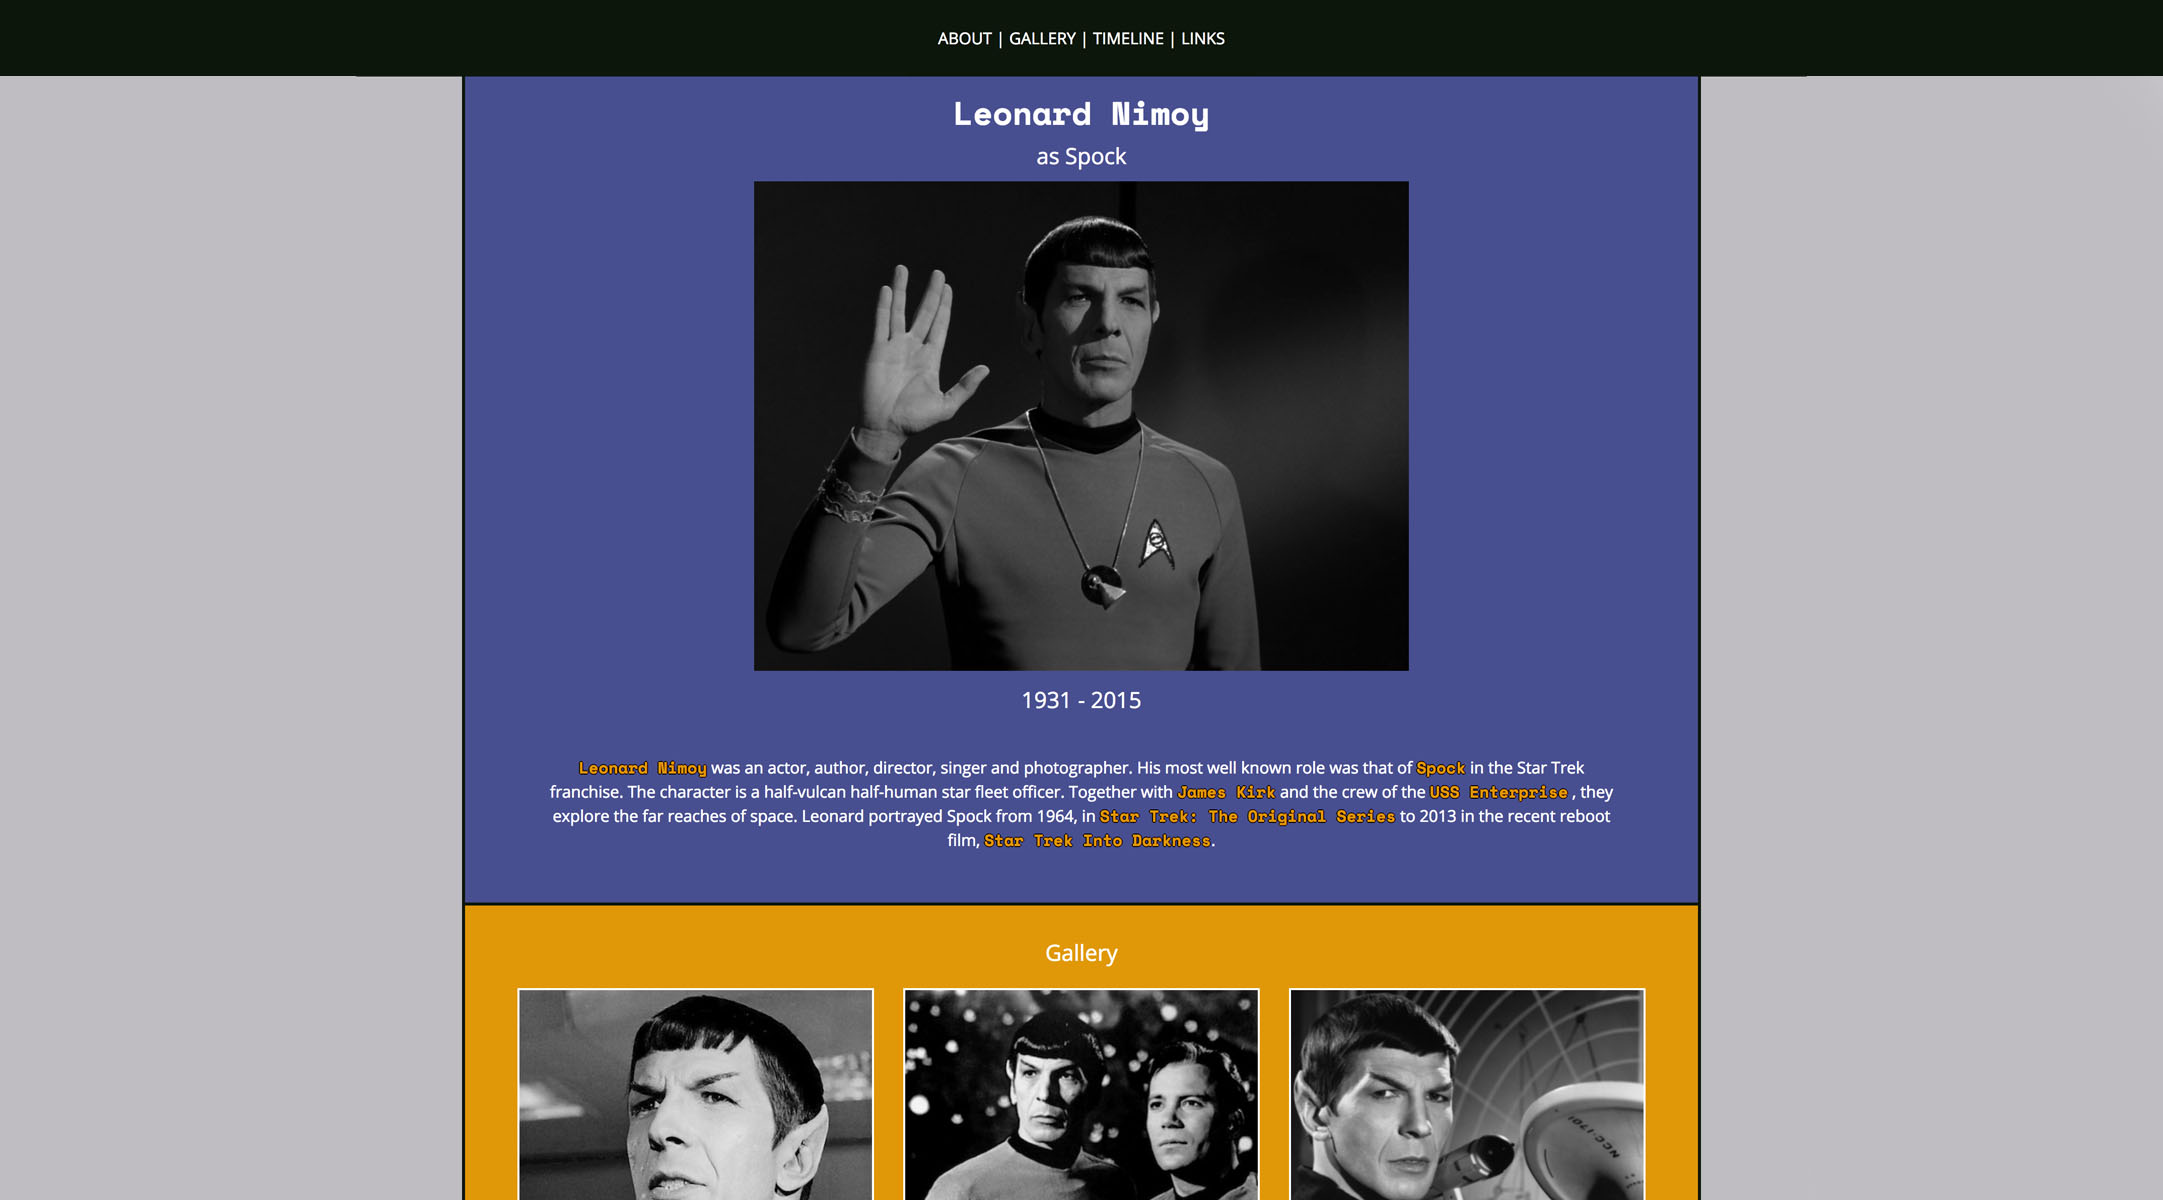 ABOUT | GALLERY | TIMELINE | LINKS
Leonard Nimoy
as Spock
1931 - 2015
Leonard Nimoy was an actor, author, director, singer and photographer. His most well known role was that of Spock in the Star Trek
franchise. The character is a half-vulcan half-human star fleet officer. Together with James Kirk and the crew of the USS Enterprise , they
explore the far reaches of space. Leonard portrayed Spock from 1964, in Star Trek: The Original Series to 2013 in the recent reboot
film, Star Trek Into Darkness.
Gallery
NCC-1701